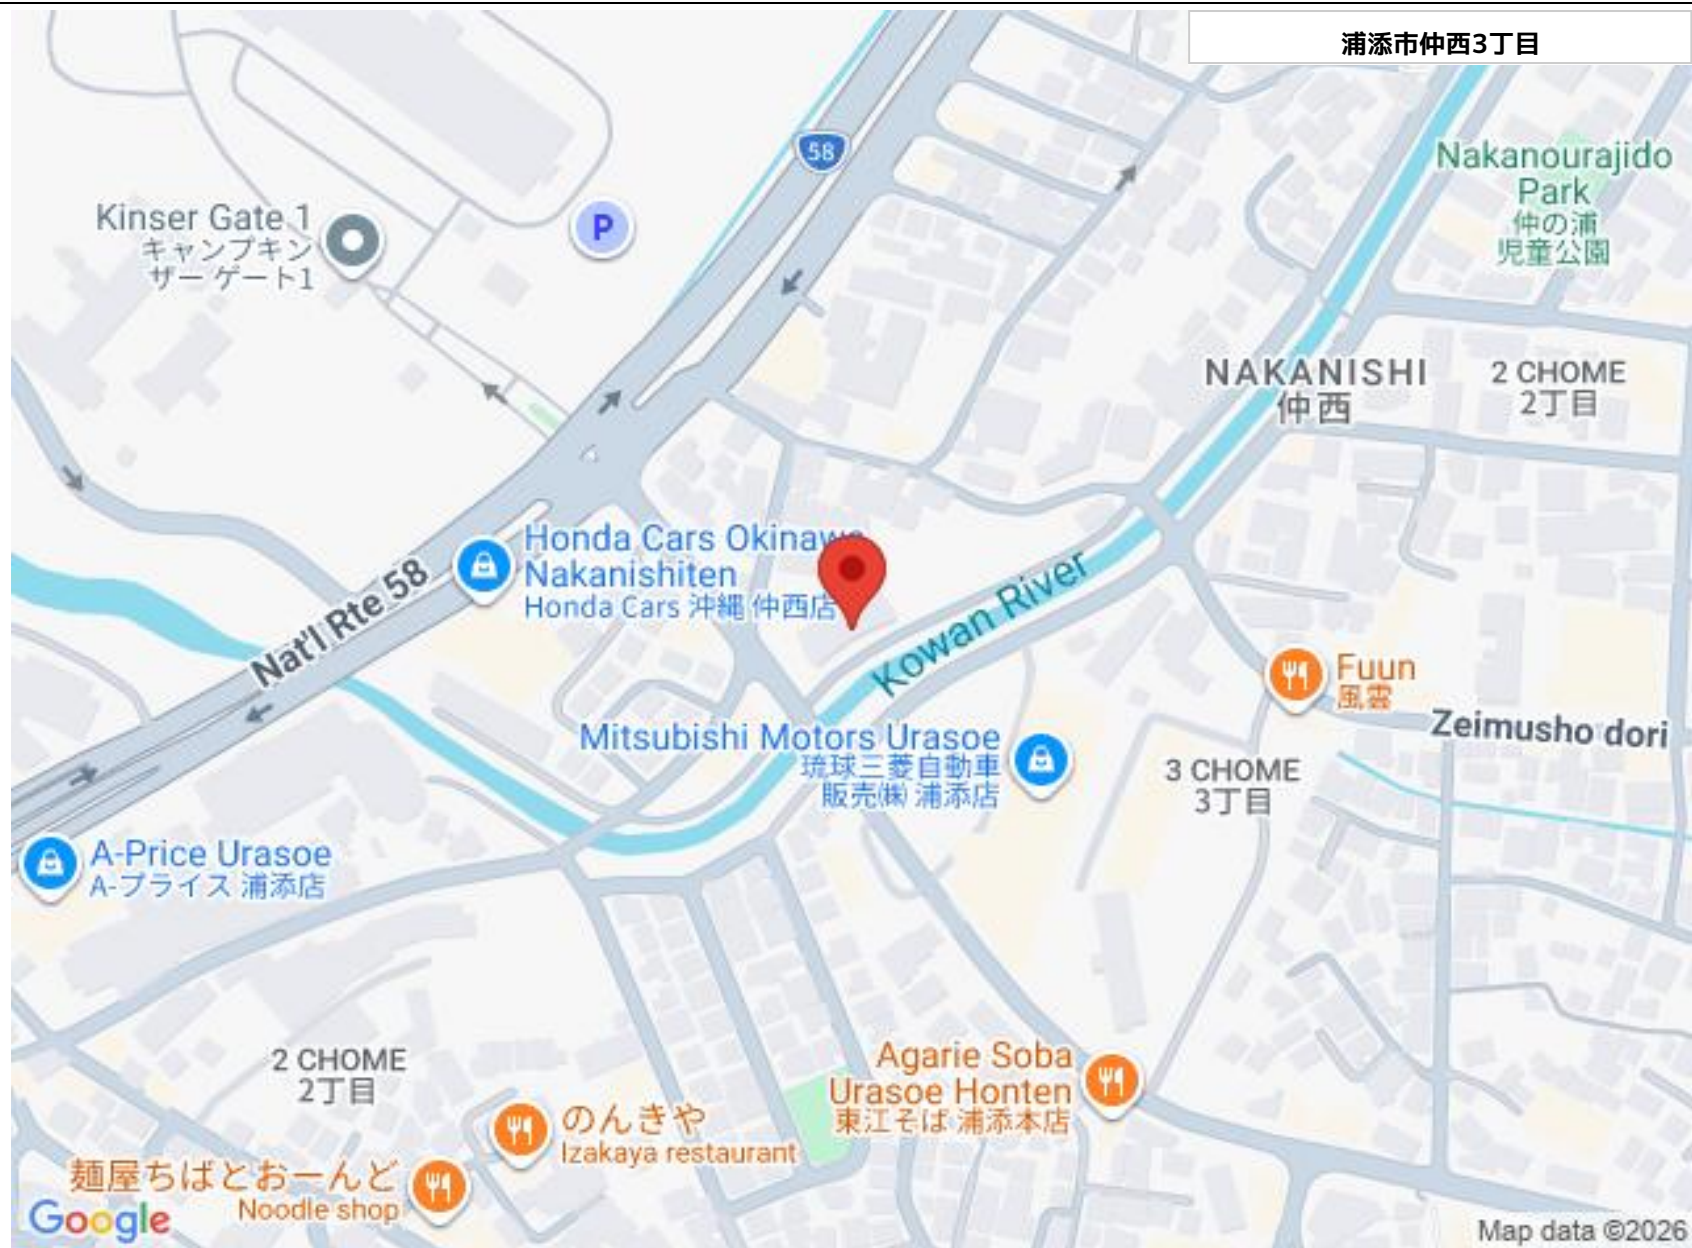 浦添市仲西3丁目
58
Nakanourajido
Park
仲の浦
児童公園
Kinser Gate 1
キャンプキン
ザー ゲート1
P
NAKANISHI
仲西
2 CHOME
2丁目
Honda Cars Okinawa
Nakanishiten
Honda Cars 沖縄 仲西店
Nat'l Rte 58
Kowan River
Fuun
風雲
Zeimusho dori
Mitsubishi Motors Urasoe
琉球三菱自動車
販売㈱ 浦添店
3 CHOME
3丁目
A-Price Urasoe
A-プライス 浦添店
2 CHOME
2丁目
Agarie Soba
Urasoe Honten
東江そば 浦添本店
のんきや
Izakaya restaurant
麺屋ちばとおーんど
Noodle shop
Google
Map data ©2026